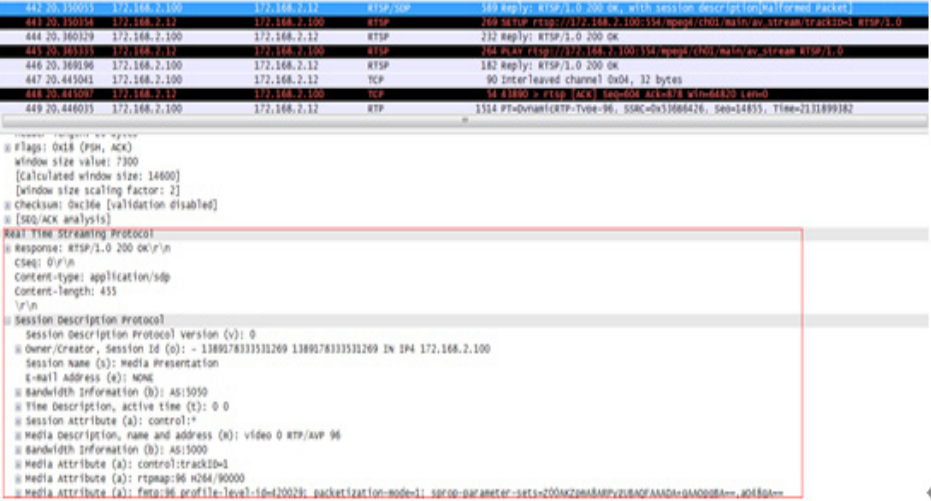 442 20.350055 172.168.2.100 172.168.2.12 RTSP/SDP 589 Reply: RTSP/1.0 200 OK, with session description[Malformed Packet]
443 20.350354 172.168.2.12 172.168.2.100 RTSP 269 SETUP rtsp://172.168.2.100:554/mpeg4/ch01/main/av_stream/trackID=1 RTSP/1.0
444 20.360329 172.168.2.100 172.168.2.12 RTSP 232 Reply: RTSP/1.0 200 OK
445 20.365335 172.168.2.12 172.168.2.100 RTSP 264 PLAY rtsp://172.168.2.100:554/mpeg4/ch01/main/av_stream RTSP/1.0
446 20.369196 172.168.2.100 172.168.2.12 RTSP 182 Reply: RTSP/1.0 200 OK
447 20.445041 172.168.2.100 172.168.2.12 TCP 90 Interleaved channel 0x04, 32 bytes
448 20.445097 172.168.2.12 172.168.2.100 TCP 54 43890 > rtsp [ACK] Seq=604 Ack=878 Win=64820 Len=0
449 20.446035 172.168.2.100 172.168.2.12 RTP 1514 PT=DynamicRTP-Type-96, SSRC=0x53666426, Seq=14855, Time=2131899382
Flags: 0x18 (PSH, ACK)
Window size value: 7300
[Calculated window size: 14600]
[Window size scaling factor: 2]
Checksum: 0xc36e [validation disabled]
[SEQ/ACK analysis]
Real Time Streaming Protocol
Response: RTSP/1.0 200 OK\r\n
CSeq: 0\r\n
Content-type: application/sdp
Content-length: 455
\r\n
Session Description Protocol
Session Description Protocol Version (v): 0
Owner/Creator, Session Id (o): - 1389178333531269 1389178333531269 IN IP4 172.168.2.100
Session Name (s): Media Presentation
E-mail Address (e): NONE
Bandwidth Information (b): AS:5050
Time Description, active time (t): 0 0
Session Attribute (a): control:*
Media Description, name and address (m): video 0 RTP/AVP 96
Bandwidth Information (b): AS:5000
Media Attribute (a): control:trackID=1
Media Attribute (a): rtpmap:96 H264/90000
Media Attribute (a): fmtp:96 profile-level-id=420029; packetization-mode=1;